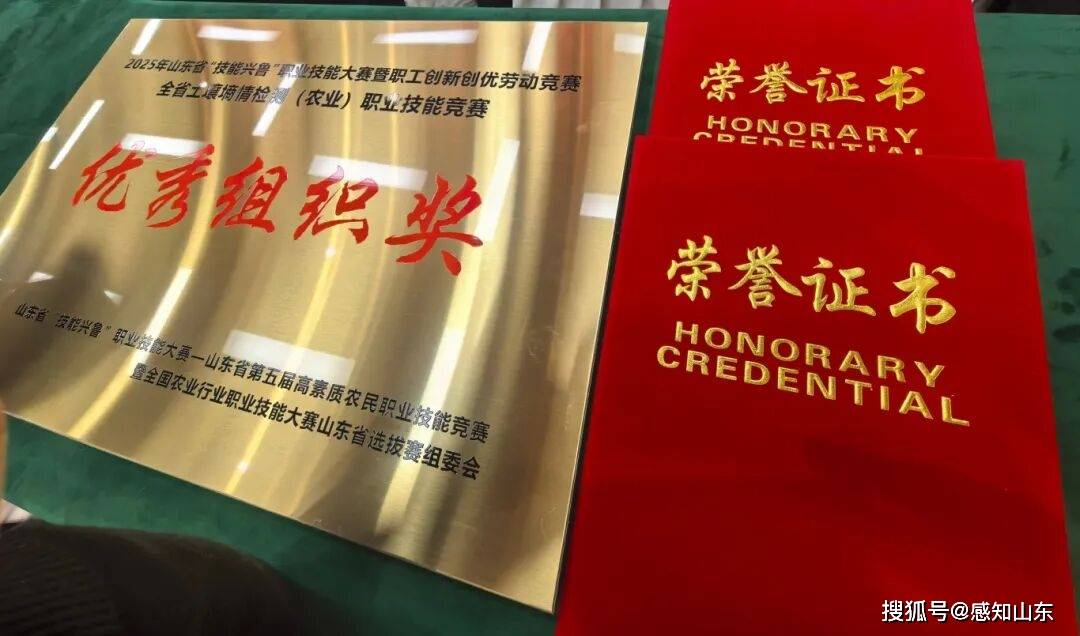 2025年山东省“技能兴鲁”职业技能大赛暨职工创新创优劳动竞赛
全省土壤墒情检测（农业）职业技能竞赛
优秀组织奖
山东省“技能兴鲁”职业技能大赛—山东省第五届高素质农民职业技能竞赛
暨全国农业行业职业技能大赛山东省选拔赛组委会
荣誉证书
HONORARY
CREDENTIAL
荣誉证书
HONORARY
CREDENTIAL
搜狐号@感知山东